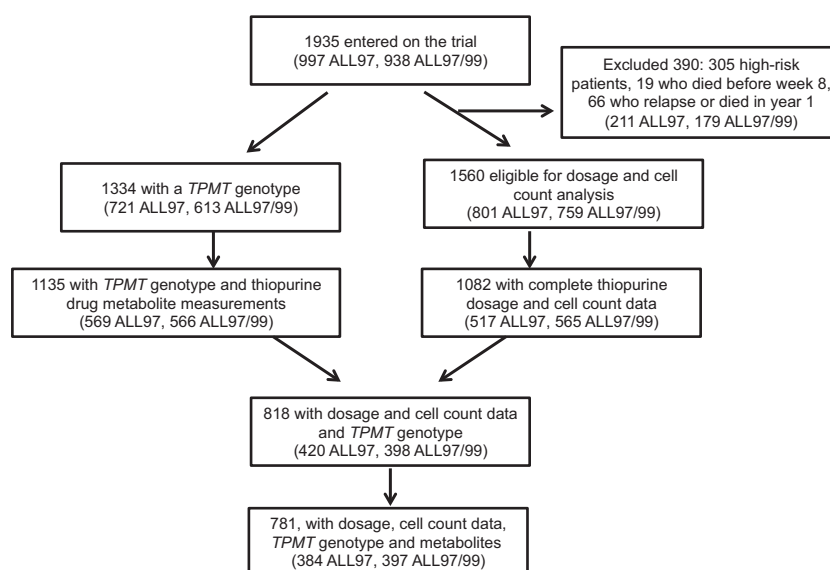 1935 entered on the trial
(997 ALL97, 938 ALL97/99)
Excluded 390: 305 high-risk
patients, 19 who died before week 8,
66 who relapse or died in year 1
(211 ALL97, 179 ALL97/99)
1334 with a TPMT genotype
(721 ALL97, 613 ALL97/99)
1560 eligible for dosage and cell
count analysis
(801 ALL97, 759 ALL97/99)
1135 with TPMT genotype and thiopurine
drug metabolite measurements
(569 ALL97, 566 ALL97/99)
1082 with complete thiopurine
dosage and cell count data
(517 ALL97, 565 ALL97/99)
818 with dosage and cell count data
and TPMT genotype
(420 ALL97, 398 ALL97/99)
781, with dosage, cell count data,
TPMT genotype and metabolites
(384 ALL97, 397 ALL97/99)